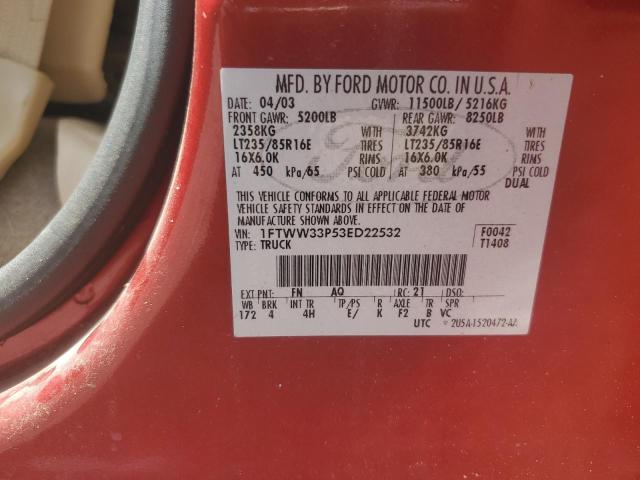 MFD. BY FORD MOTOR CO. IN U.S.A.
DATE: 04/03 GVWR: 11500LB/ 5216KG
FRONT GAWR: 5200LB REAR GAWR: 8250LB
2358KG WITH 3742KG WITH
LT235/85R16E TIRES LT235/85R16E TIRES
16X6.0K RIMS 16X6.0K RIMS
AT 450 kPa/65 PSI COLD AT 380 kPa/55 PSI COLD
DUAL
THIS VEHICLE CONFORMS TO ALL APPLICABLE FEDERAL MOTOR
VEHICLE SAFETY STANDARDS IN EFFECT ON THE DATE OF
MANUFACTURE SHOWN ABOVE.
VIN: 1FTWW33P53ED22532 F0042
TYPE: TRUCK T1408
EXT PNT: FN AQ RC: 21 DSO:
WB BRK INT TR TP/PS R AXLE TR SPR
172 4 4H E/ K F2 B VC
UTC 2U5A-1520472-AA
Ford